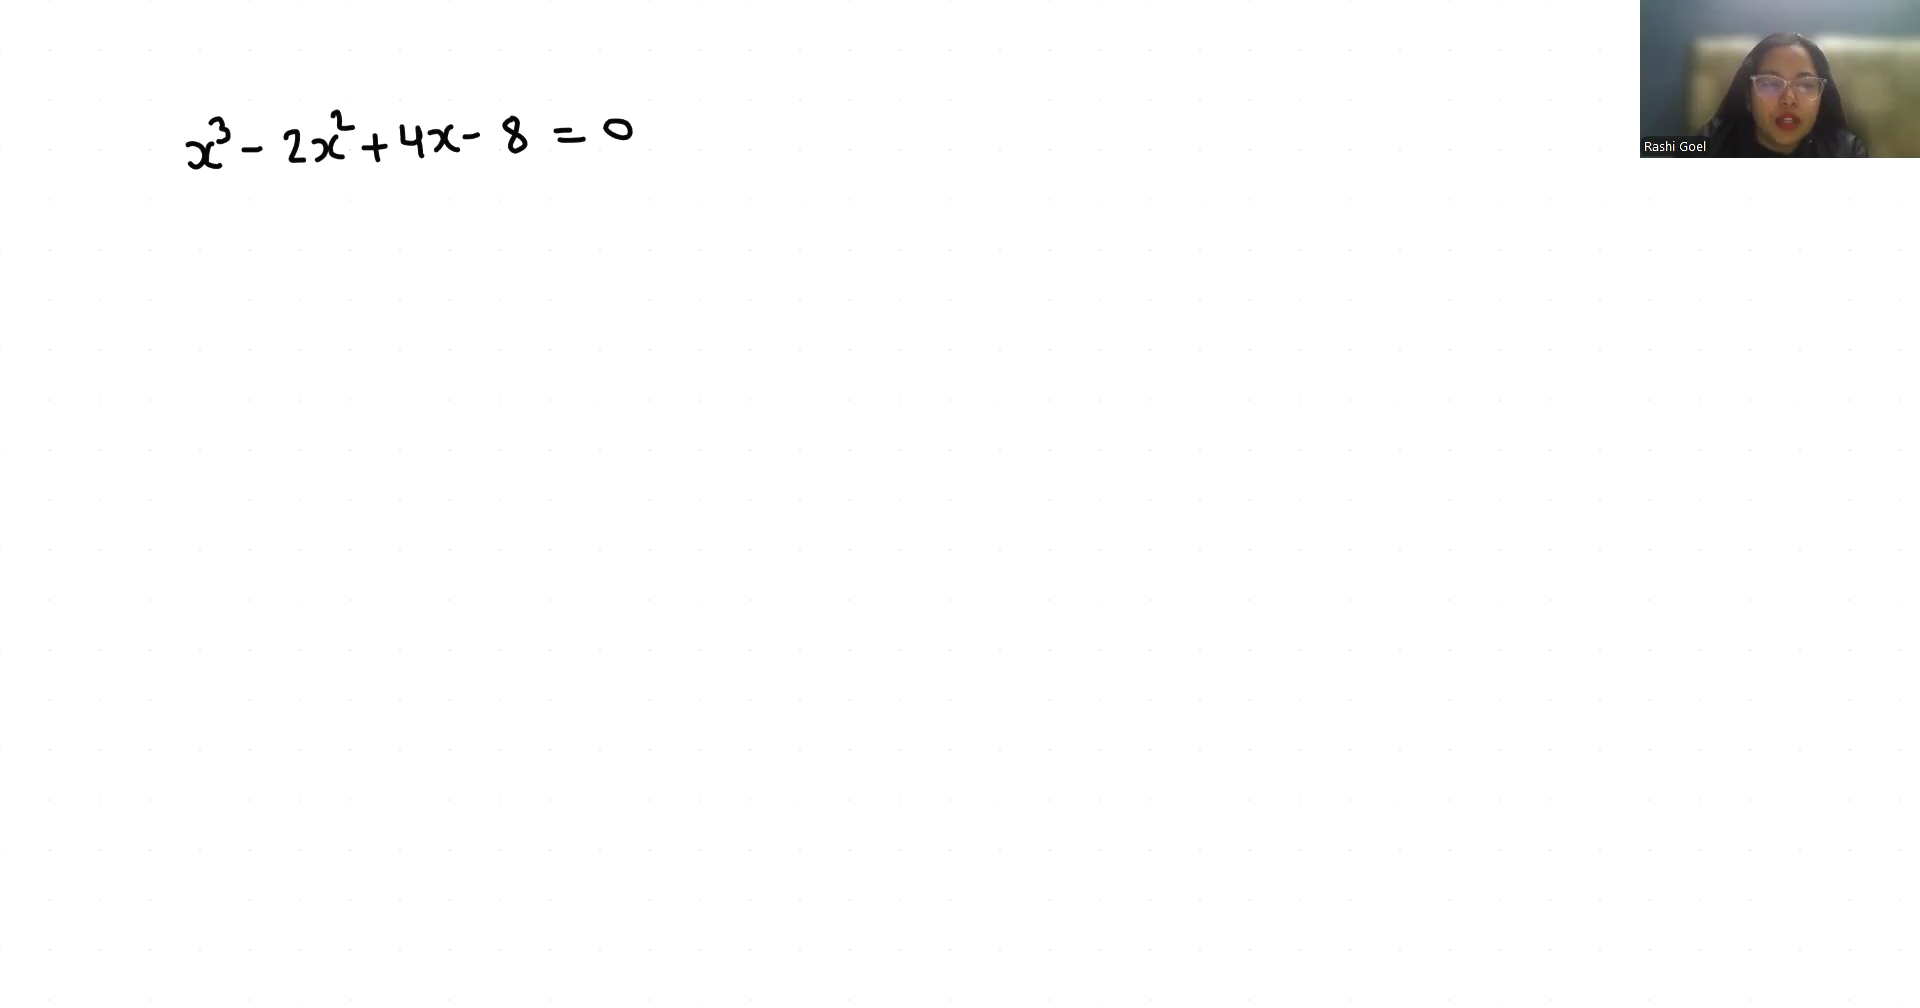 x³ - 2x² + 4x - 8 = 0
Rashi Goel